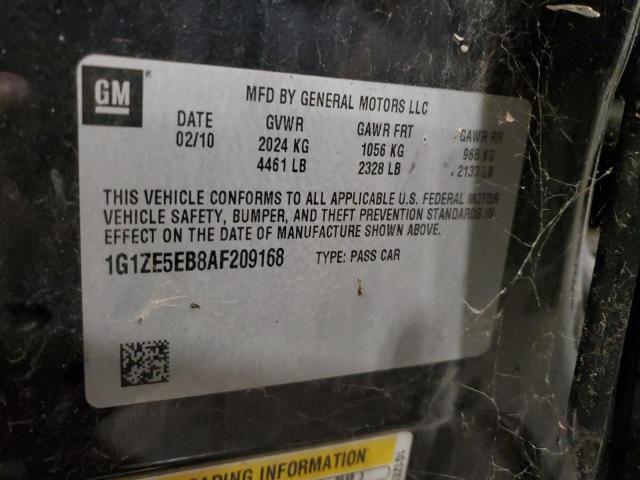 GM
MFD BY GENERAL MOTORS LLC
DATE GVWR GAWR FRT GAWR RR
02/10 2024 KG 1056 KG 968 KG
4461 LB 2328 LB 2133 LB
THIS VEHICLE CONFORMS TO ALL APPLICABLE U.S. FEDERAL MOTOR
VEHICLE SAFETY, BUMPER, AND THEFT PREVENTION STANDARDS IN
EFFECT ON THE DATE OF MANUFACTURE SHOWN ABOVE.
1G1ZE5EB8AF209168 TYPE: PASS CAR
INFORMATION